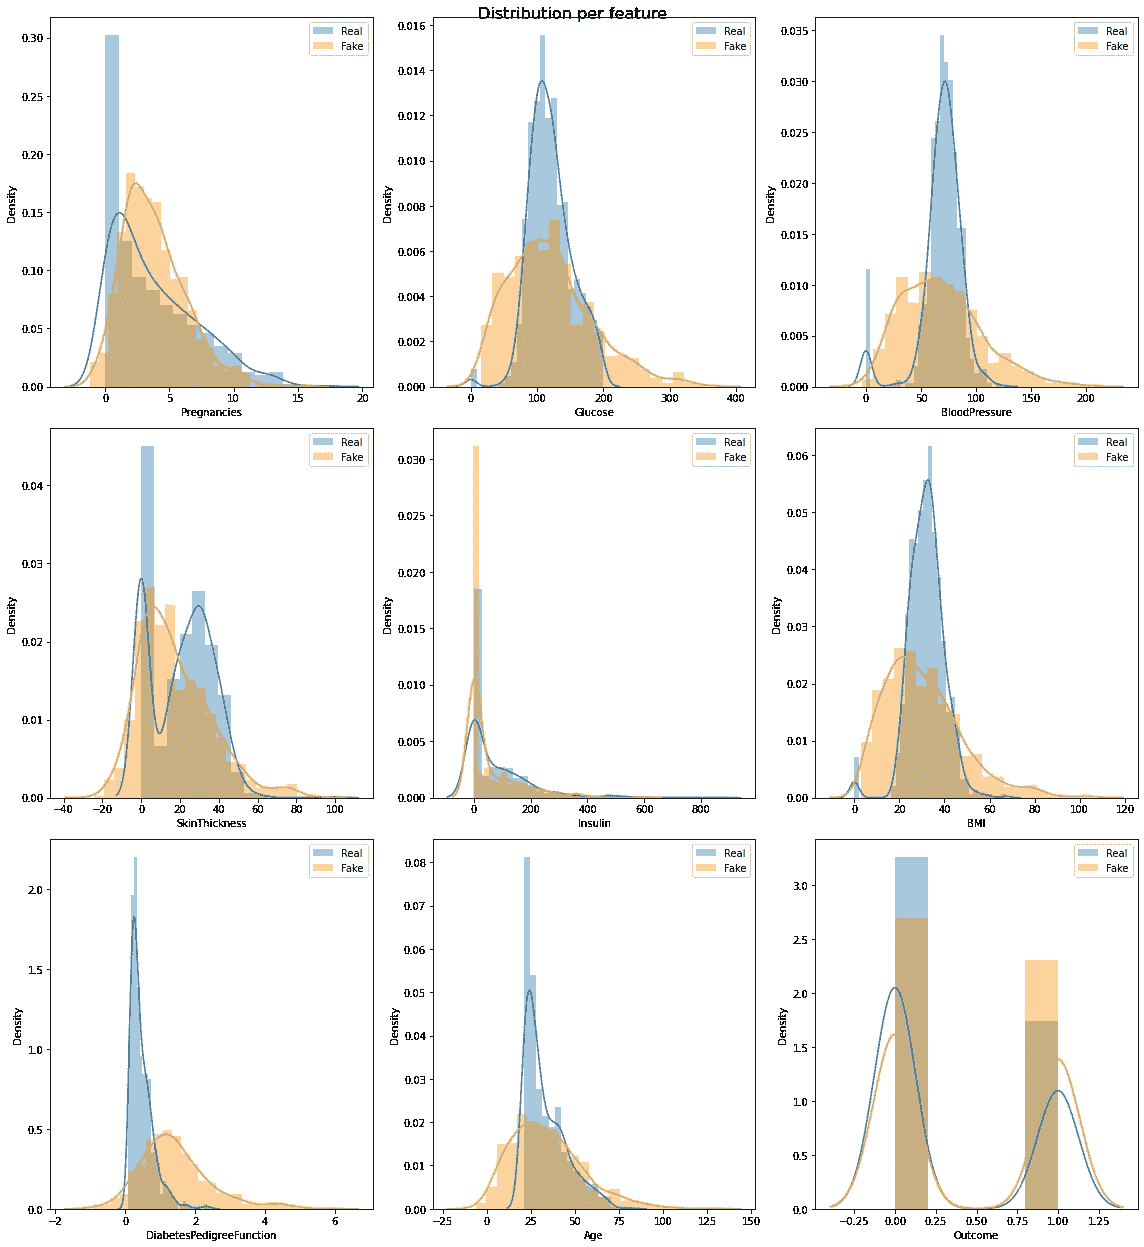 Distribution per feature
Real
Fake
0.30
0.25
0.20
0.15
0.10
0.05
0.00
Density
0 5 10 15 20
Pregnancies
Real
Fake
0.016
0.014
0.012
0.010
0.008
0.006
0.004
0.002
0.000
Density
0 100 200 300 400
Glucose
Real
Fake
0.035
0.030
0.025
0.020
0.015
0.010
0.005
0.000
Density
0 50 100 150 200
BloodPressure
Real
Fake
0.04
0.03
0.02
0.01
0.00
Density
−40 −20 0 20 40 60 80 100
SkinThickness
Real
Fake
0.030
0.025
0.020
0.015
0.010
0.005
0.000
Density
0 200 400 600 800
Insulin
Real
Fake
0.06
0.05
0.04
0.03
0.02
0.01
0.00
Density
0 20 40 60 80 100 120
BMI
Real
Fake
2.0
1.5
1.0
0.5
0.0
Density
−2 0 2 4 6
DiabetesPedigreeFunction
Real
Fake
0.08
0.07
0.06
0.05
0.04
0.03
0.02
0.01
0.00
Density
−25 0 25 50 75 100 125 150
Age
Real
Fake
3.0
2.5
2.0
1.5
1.0
0.5
0.0
Density
−0.25 0.00 0.25 0.50 0.75 1.00 1.25
Outcome